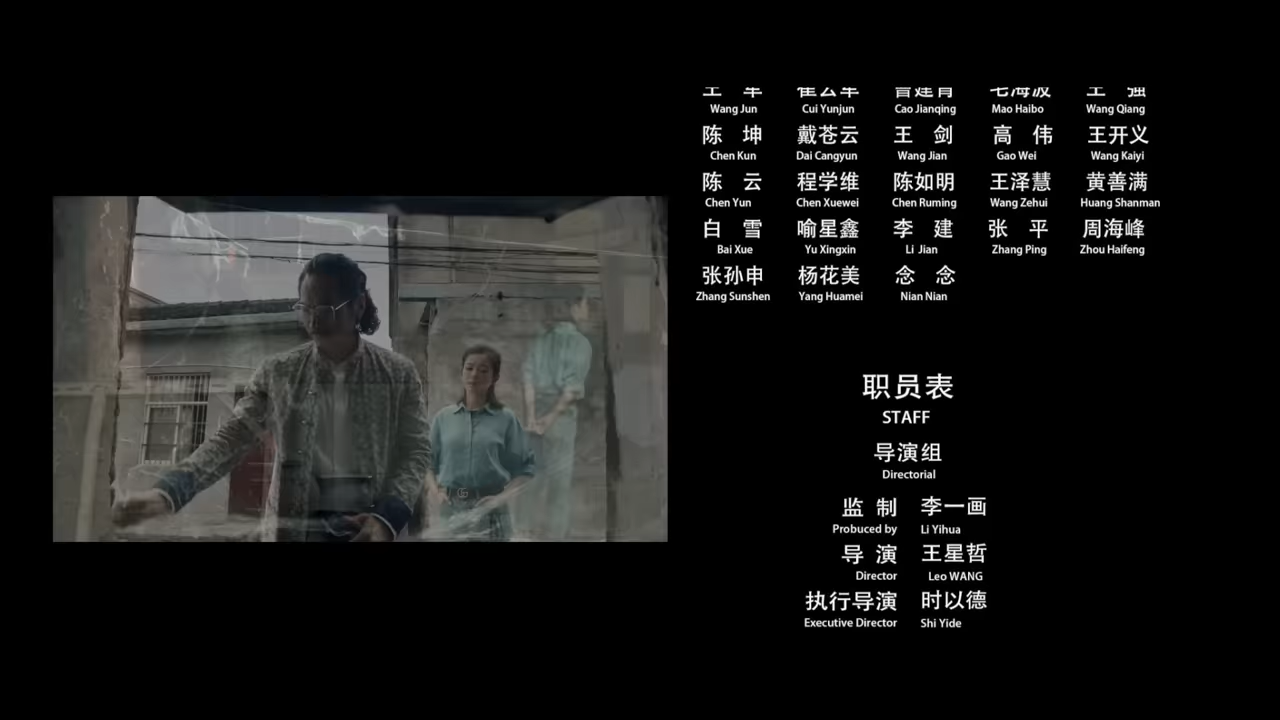 Wang Jun Cui Yunjun Cao Jianqing Mao Haibo Wang Qiang
陈 坤 戴苍云 王 剑 高 伟 王开义
Chen Kun Dai Cangyun Wang Jian Gao Wei Wang Kaiyi
陈 云 程学维 陈如明 王泽慧 黄善满
Chen Yun Chen Xuewei Chen Ruming Wang Zehui Huang Shanman
白 雪 喻星鑫 李 建 张 平 周海峰
Bai Xue Yu Xingxin Li Jian Zhang Ping Zhou Haifeng
张孙申 杨花美 念 念
Zhang Sunshen Yang Huamei Nian Nian
职员表
STAFF
导演组
Directorial
监 制 李一画
Produced by Li Yihua
导 演 王星哲
Director Leo WANG
执行导演 时以德
Executive Director Shi Yide